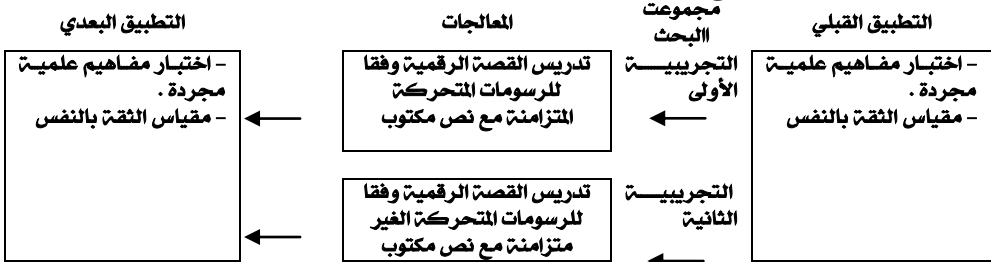 التطبيق القبلي
مجموعت
االبحث
المعالجات
التطبيق البعدي
- اختبار مفاهيم علمية
مجردة .
- مقياس الثقة بالنفس
التجريبية
الأولى
تدريس القصة الرقمية وفقا
للرسومات المتحركة
المتزامنة مع نص مكتوب
- اختبار مفاهيم علمية
مجردة .
- مقياس الثقة بالنفس
التجريبية
الثانية
تدريس القصة الرقمية وفقا
للرسومات المتحركة الغير
متزامنة مع نص مكتوب